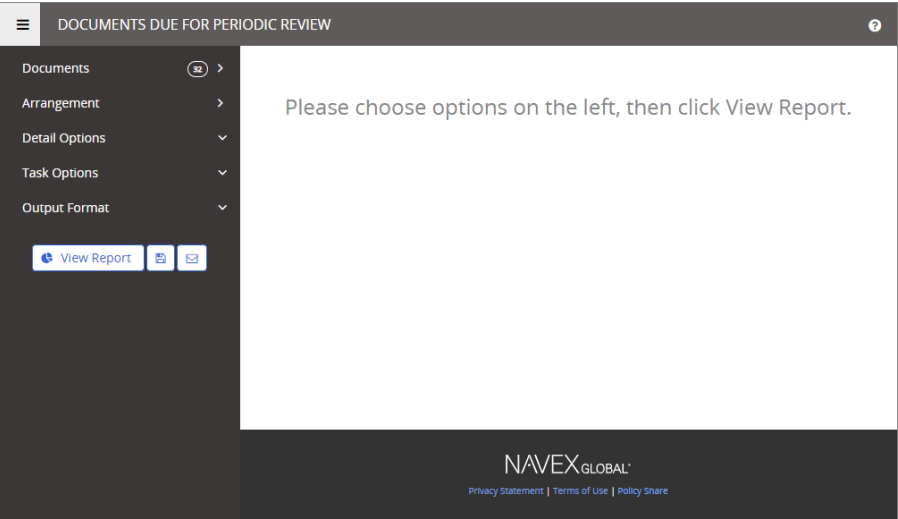 DOCUMENTS DUE FOR PERIODIC REVIEW
Documents 32
Arrangement
Detail Options
Task Options
Output Format
View Report
Please choose options on the left, then click View Report.
NAVEX GLOBAL
Privacy Statement | Terms of Use | Policy Share